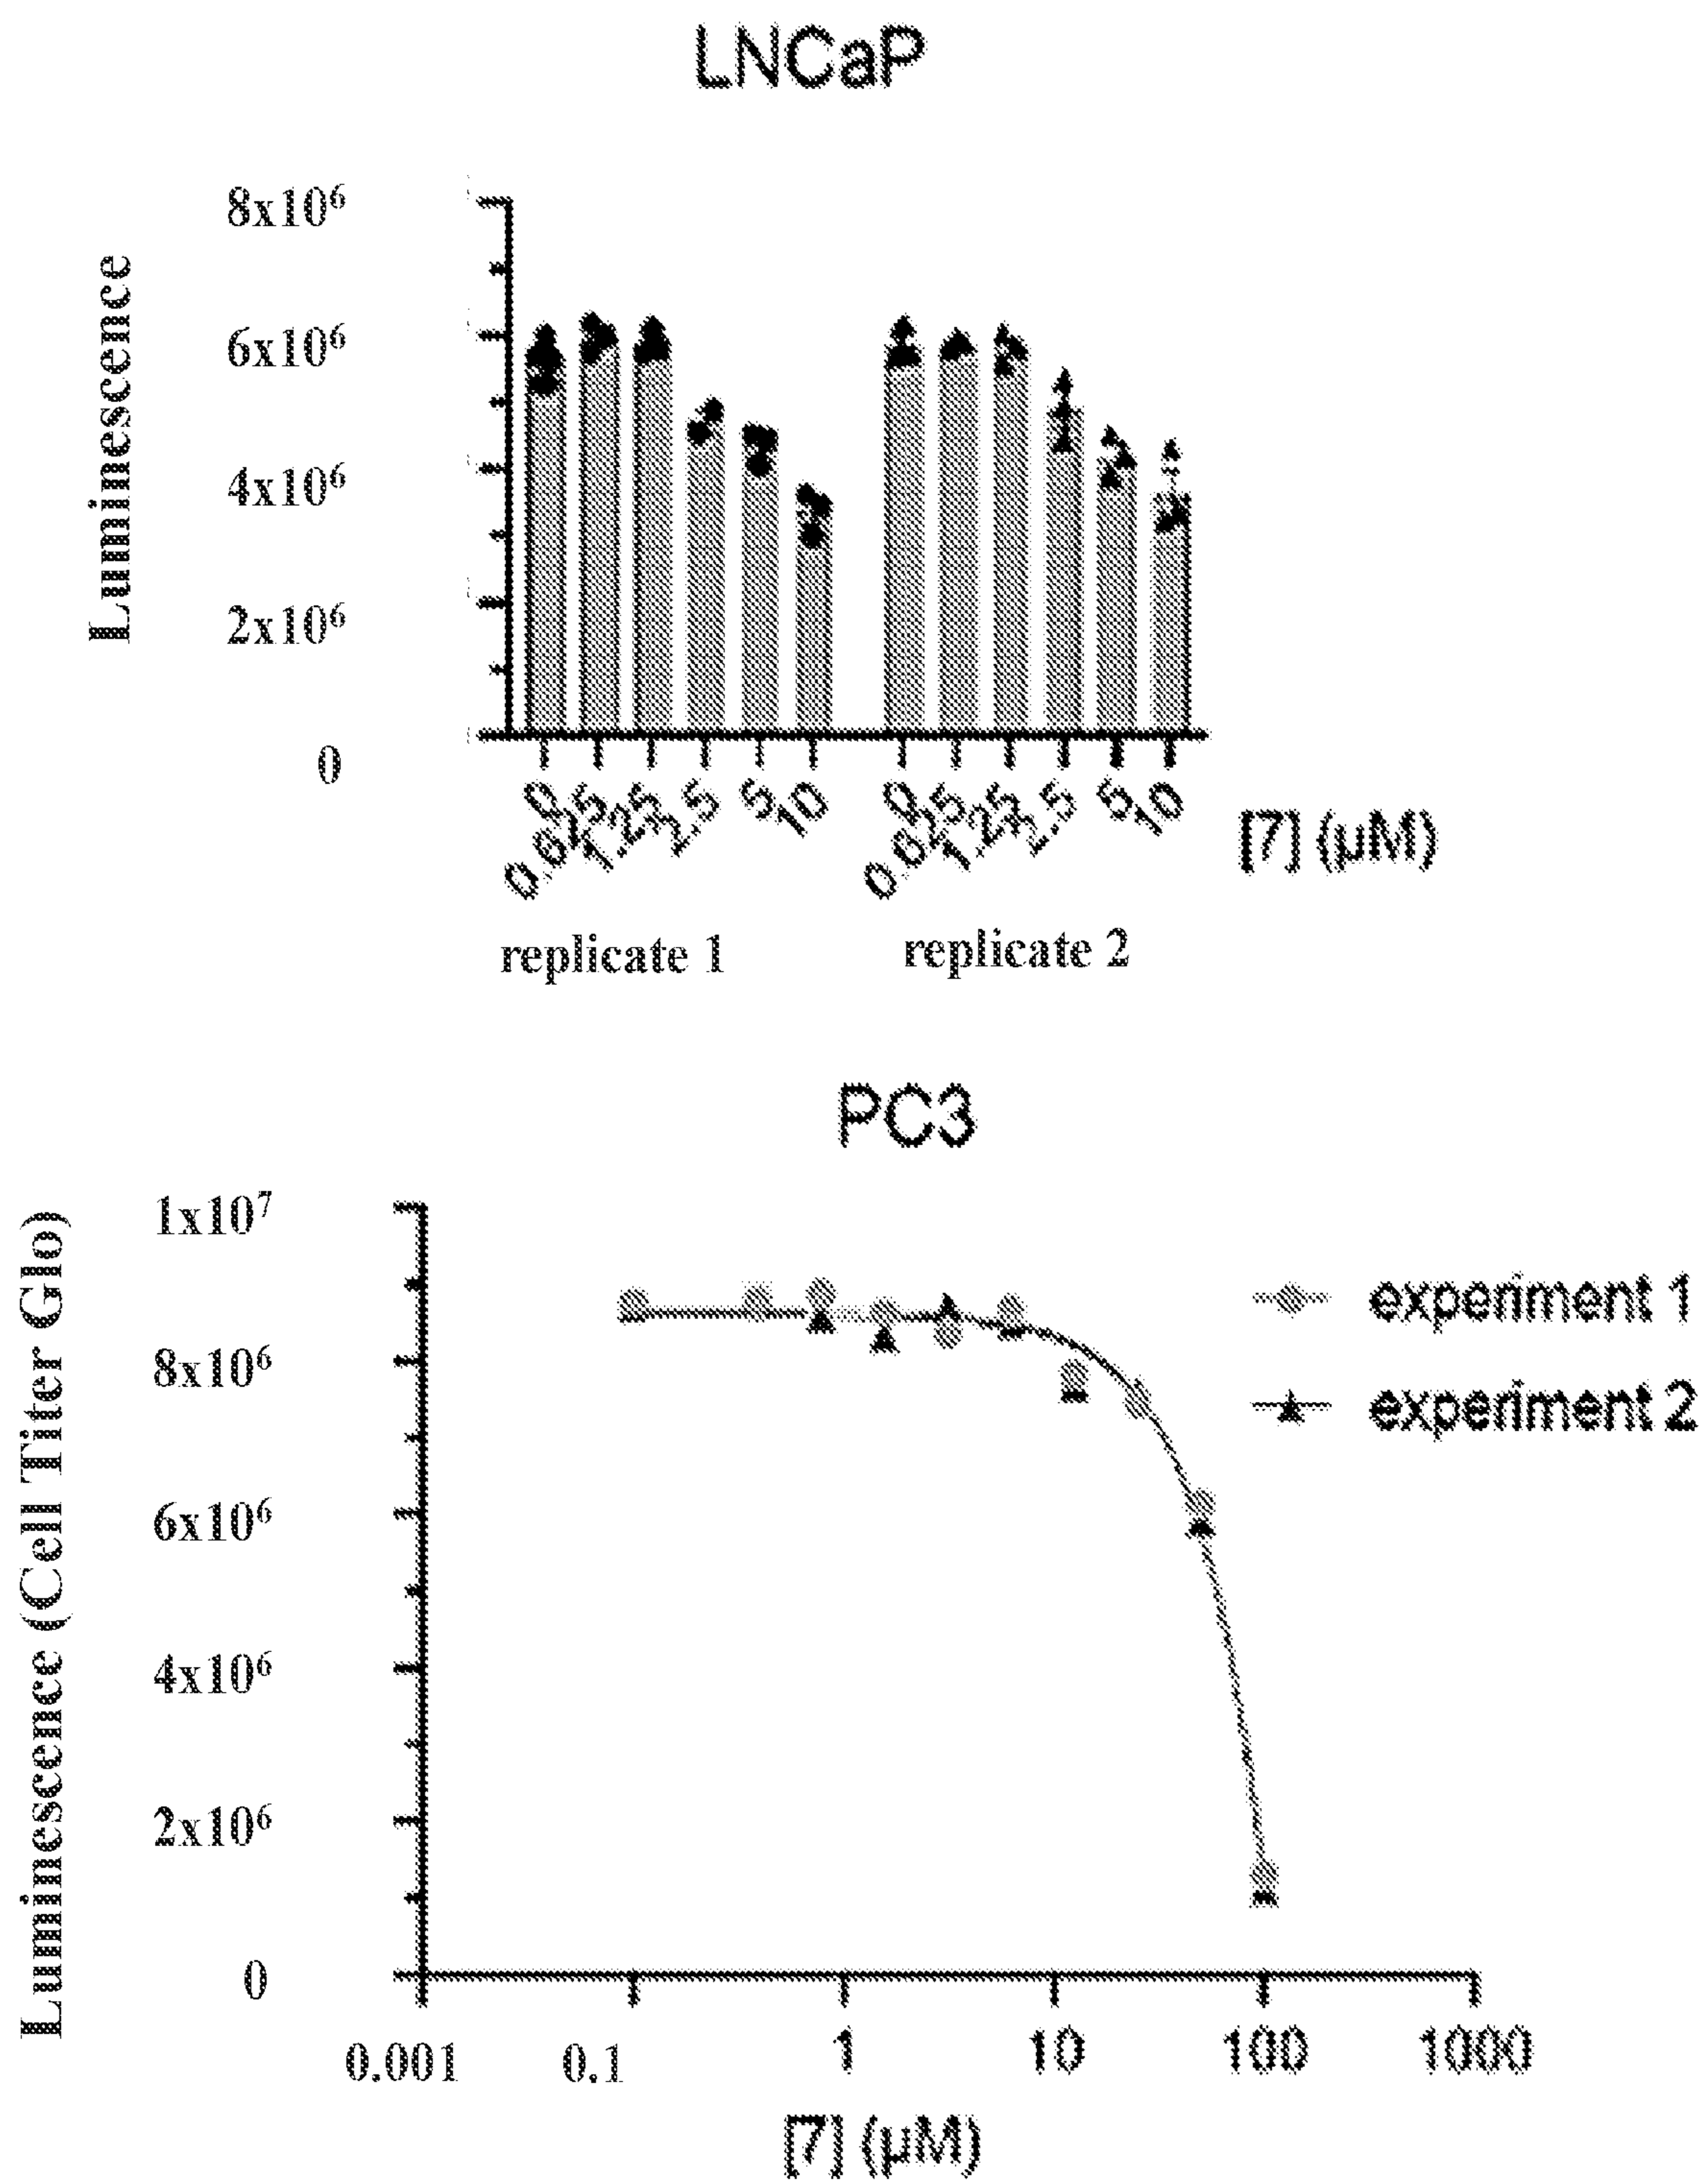 LNCaP
Luminescence
8x10⁶
6x10⁶
4x10⁶
2x10⁶
0
0 0.625 1.25 2.5 5 10 0 0.625 1.25 2.5 5 10
[7] (µM)
replicate 1 replicate 2
PC3
Luminescence (Cell Titer Glo)
1x10⁷
8x10⁶
6x10⁶
4x10⁶
2x10⁶
0
experiment 1
experiment 2
0.001 0.1 1 10 100 1000
[7] (µM)